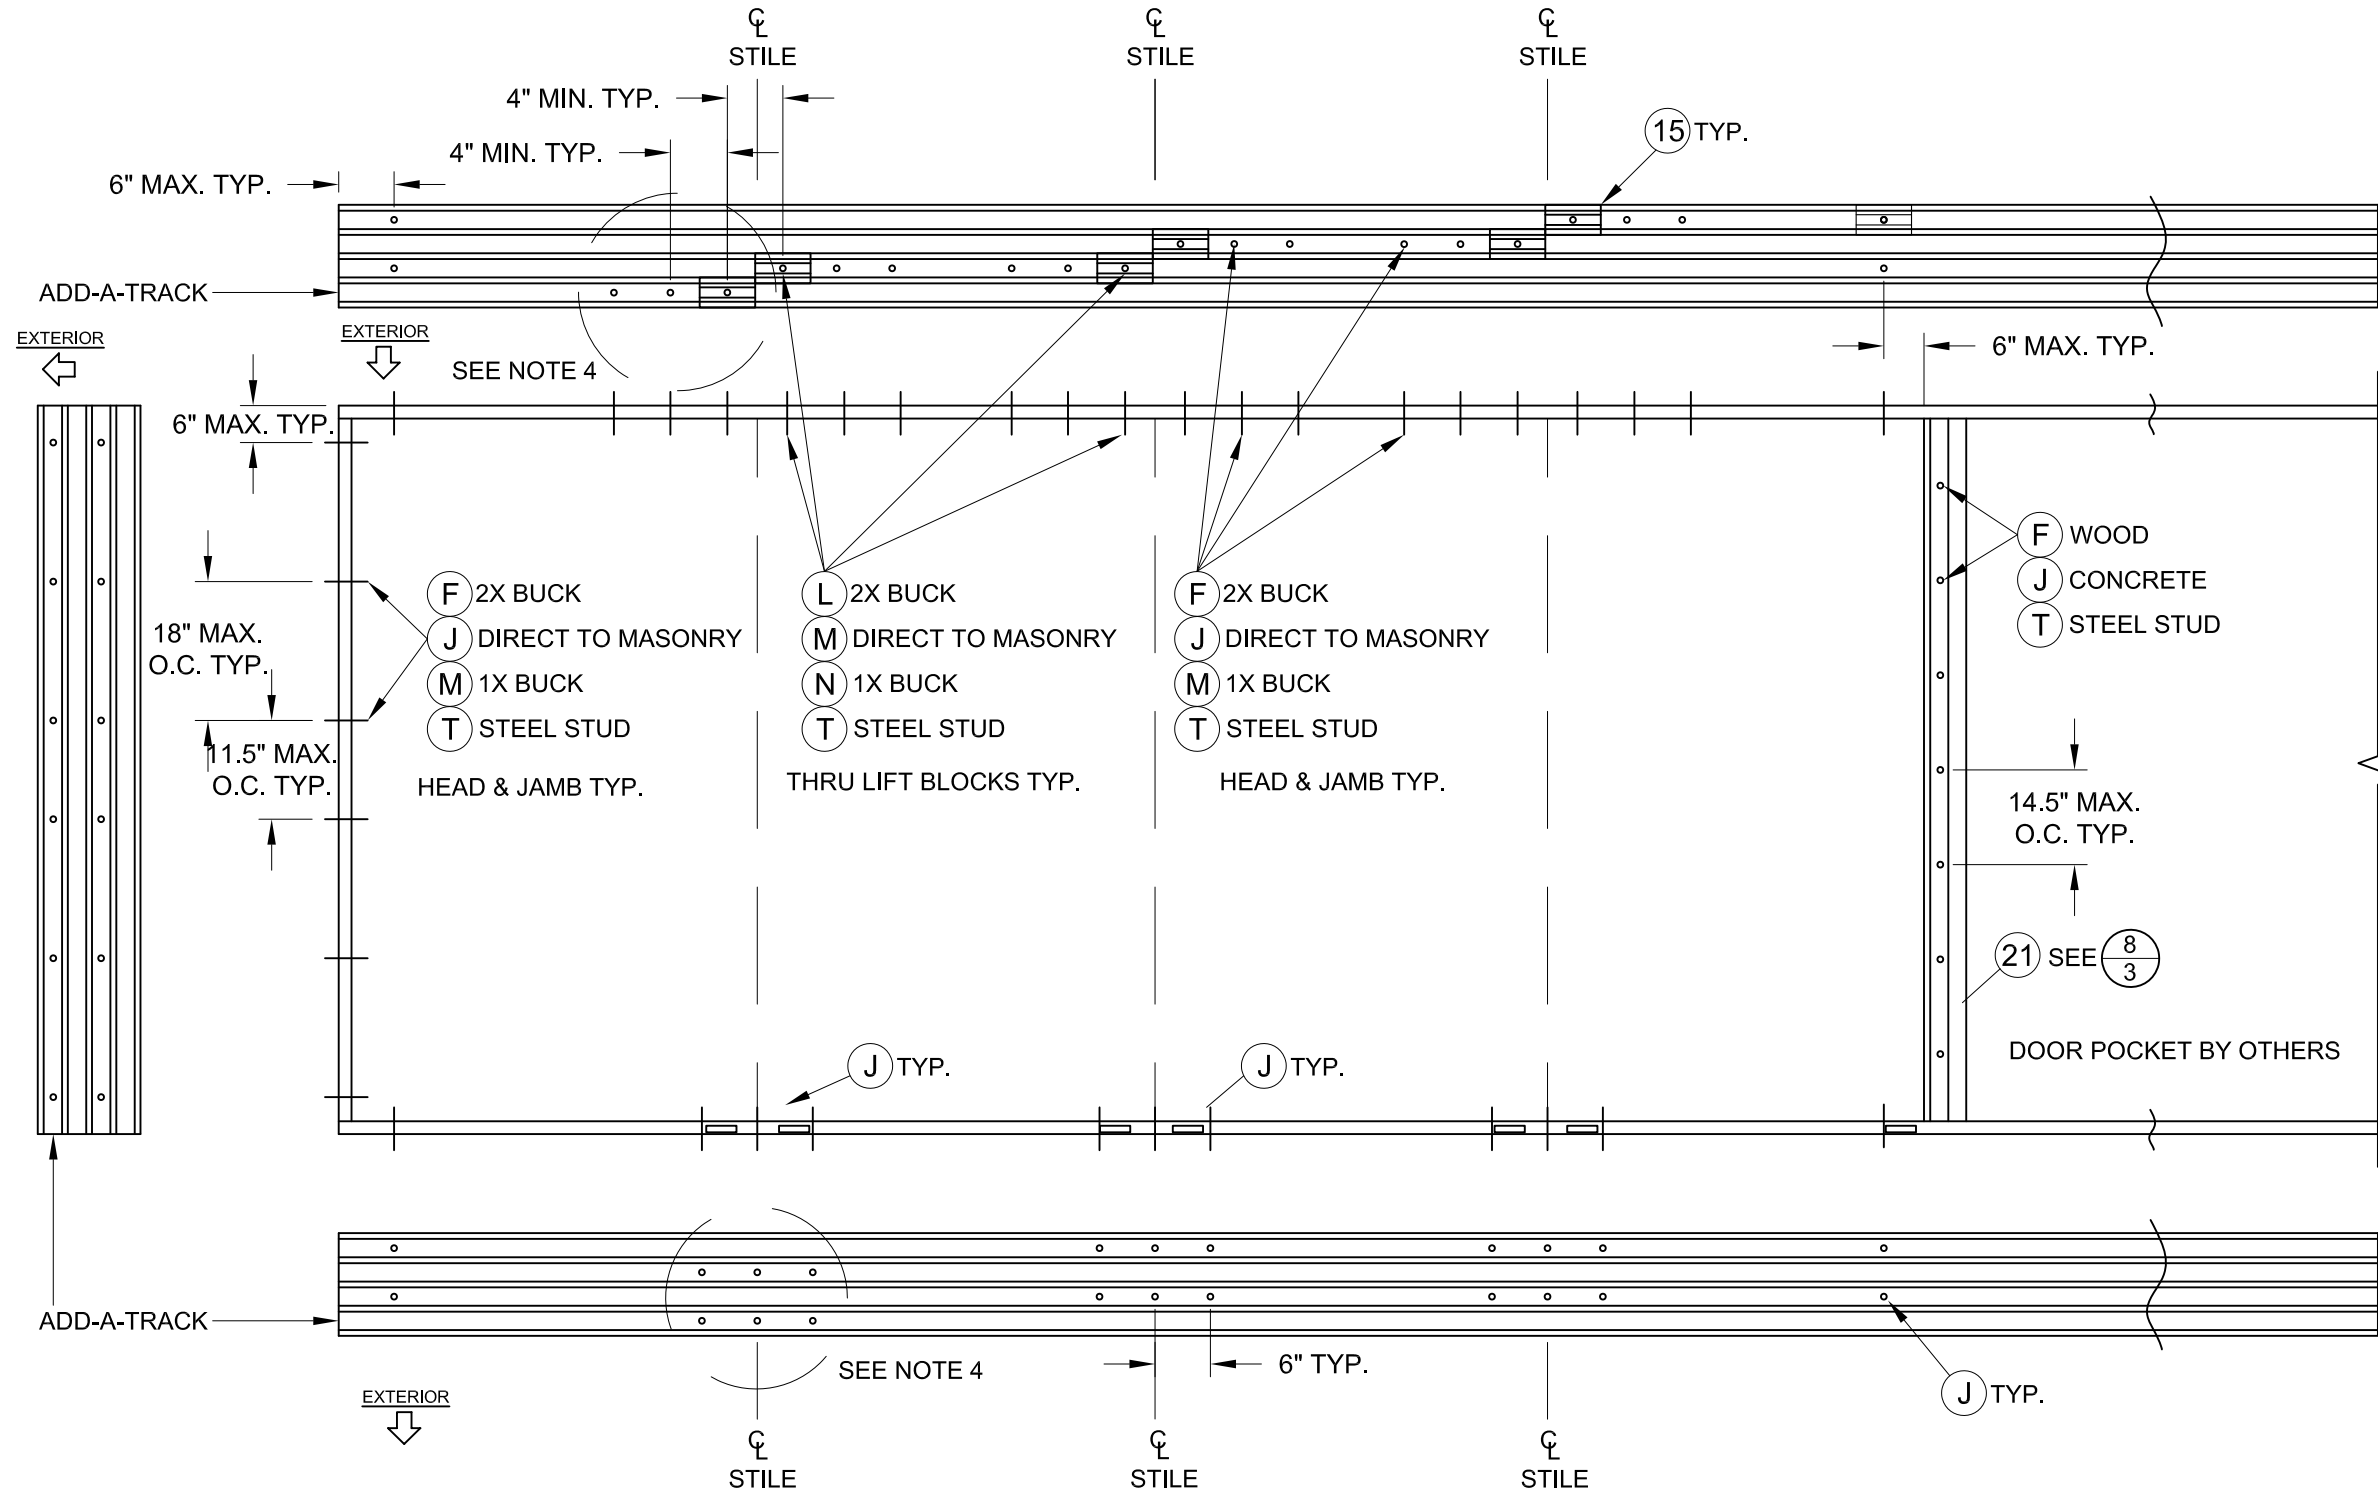 ℄ ℄ ℄
STILE STILE STILE
4" MIN. TYP.
4" MIN. TYP.
15 TYP.
6" MAX. TYP.
ADD-A-TRACK
EXTERIOR
EXTERIOR
SEE NOTE 4
6" MAX. TYP.
6" MAX. TYP.
18" MAX.
O.C. TYP.
11.5" MAX.
O.C. TYP.
F 2X BUCK
J DIRECT TO MASONRY
M 1X BUCK
T STEEL STUD
HEAD & JAMB TYP.
L 2X BUCK
M DIRECT TO MASONRY
N 1X BUCK
T STEEL STUD
THRU LIFT BLOCKS TYP.
F 2X BUCK
J DIRECT TO MASONRY
M 1X BUCK
T STEEL STUD
HEAD & JAMB TYP.
F WOOD
J CONCRETE
T STEEL STUD
14.5" MAX.
O.C. TYP.
21 SEE 8
3
DOOR POCKET BY OTHERS
J TYP.
J TYP.
ADD-A-TRACK
SEE NOTE 4
6" TYP.
J TYP.
EXTERIOR
℄ ℄ ℄
STILE STILE STILE